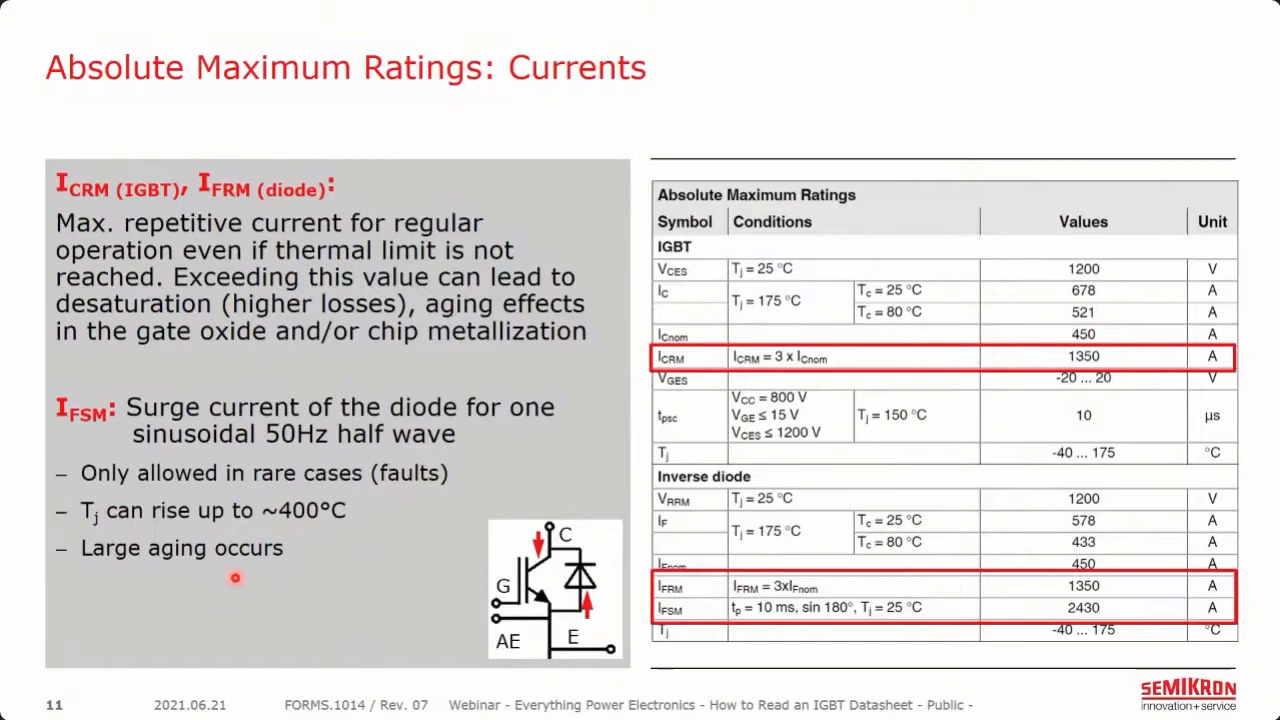 Absolute Maximum Ratings: Currents
ICRM (IGBT), IFRM (diode):
Max. repetitive current for regular
operation even if thermal limit is not
reached. Exceeding this value can lead to
desaturation (higher losses), aging effects
in the gate oxide and/or chip metallization
IFSM: Surge current of the diode for one
sinusoidal 50Hz half wave
– Only allowed in rare cases (faults)
– Tj can rise up to ~400°C
– Large aging occurs
C
G
AE
E
Absolute Maximum Ratings
Symbol Conditions Values Unit
IGBT
VCES Tj = 25 °C 1200 V
IC Tj = 175 °C Tc = 25 °C 678 A
Tc = 80 °C 521 A
ICnom 450 A
ICRM ICRM = 3 x ICnom 1350 A
VGES -20 ... 20 V
tpsc VCC = 800 V
VGE ≤ 15 V Tj = 150 °C 10 µs
VCES ≤ 1200 V
Tj -40 ... 175 °C
Inverse diode
VRRM Tj = 25 °C 1200 V
IF Tj = 175 °C Tc = 25 °C 578 A
Tc = 80 °C 433 A
IFnom 450 A
IFRM IFRM = 3xIFnom 1350 A
IFSM tp = 10 ms, sin 180°, Tj = 25 °C 2430 A
Tj -40 ... 175 °C
11 2021.06.21 FORMS.1014 / Rev. 07 Webinar - Everything Power Electronics - How to Read an IGBT Datasheet - Public -
SEMIKRON
innovation+service